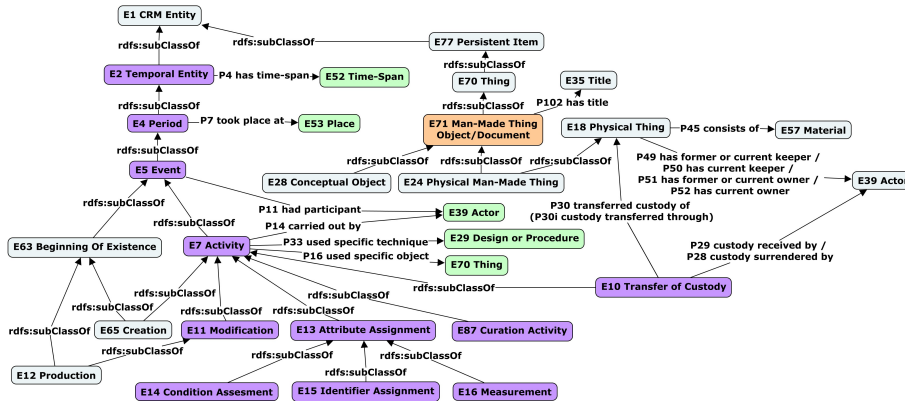 E1 CRM Entity
rdfs:subClassOf
E77 Persistent Item
rdfs:subClassOf
rdfs:subClassOf
E2 Temporal Entity
P4 has time-span
E52 Time-Span
E70 Thing
E35 Title
rdfs:subClassOf
rdfs:subClassOf
P102 has title
E4 Period
P7 took place at
E53 Place
E71 Man-Made Thing
Object/Document
E18 Physical Thing
P45 consists of
E57 Material
rdfs:subClassOf
rdfs:subClassOf
rdfs:subClassOf
rdfs:subClassOf
P49 has former or current keeper /
P50 has current keeper /
P51 has former or current owner /
P52 has current owner
E5 Event
E28 Conceptual Object
E24 Physical Man-Made Thing
E39 Actor
rdfs:subClassOf
rdfs:subClassOf
P11 had participant
E39 Actor
P30 transferred custody of
(P30i custody transferred through)
P14 carried out by
E63 Beginning Of Existence
E7 Activity
P33 used specific technique
E29 Design or Procedure
P16 used specific object
E70 Thing
P29 custody received by /
P28 custody surrendered by
rdfs:subClassOf
E10 Transfer of Custody
rdfs:subClassOf
rdfs:subClassOf
rdfs:subClassOf
rdfs:subClassOf
rdfs:subClassOf
rdfs:subClassOf
E65 Creation
E11 Modification
E13 Attribute Assignment
E87 Curation Activity
rdfs:subClassOf
E12 Production
rdfs:subClassOf
rdfs:subClassOf
rdfs:subClassOf
E14 Condition Assesment
E15 Identifier Assignment
E16 Measurement